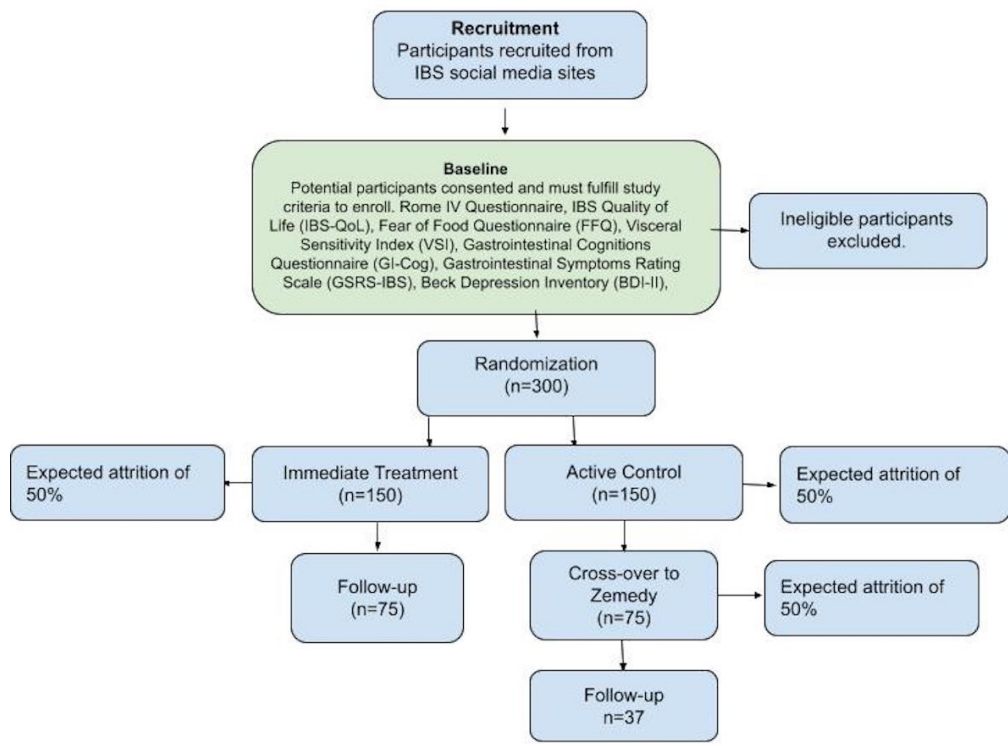 Recruitment
Participants recruited from
IBS social media sites
Baseline
Potential participants consented and must fulfill study
criteria to enroll. Rome IV Questionnaire, IBS Quality of
Life (IBS-QoL), Fear of Food Questionnaire (FFQ), Visceral
Sensitivity Index (VSI), Gastrointestinal Cognitions
Questionnaire (GI-Cog), Gastrointestinal Symptoms Rating
Scale (GSRS-IBS), Beck Depression Inventory (BDI-II),
Ineligible participants
excluded.
Randomization
(n=300)
Expected attrition of
50%
Immediate Treatment
(n=150)
Active Control
(n=150)
Expected attrition of
50%
Follow-up
(n=75)
Cross-over to
Zemedy
(n=75)
Expected attrition of
50%
Follow-up
n=37